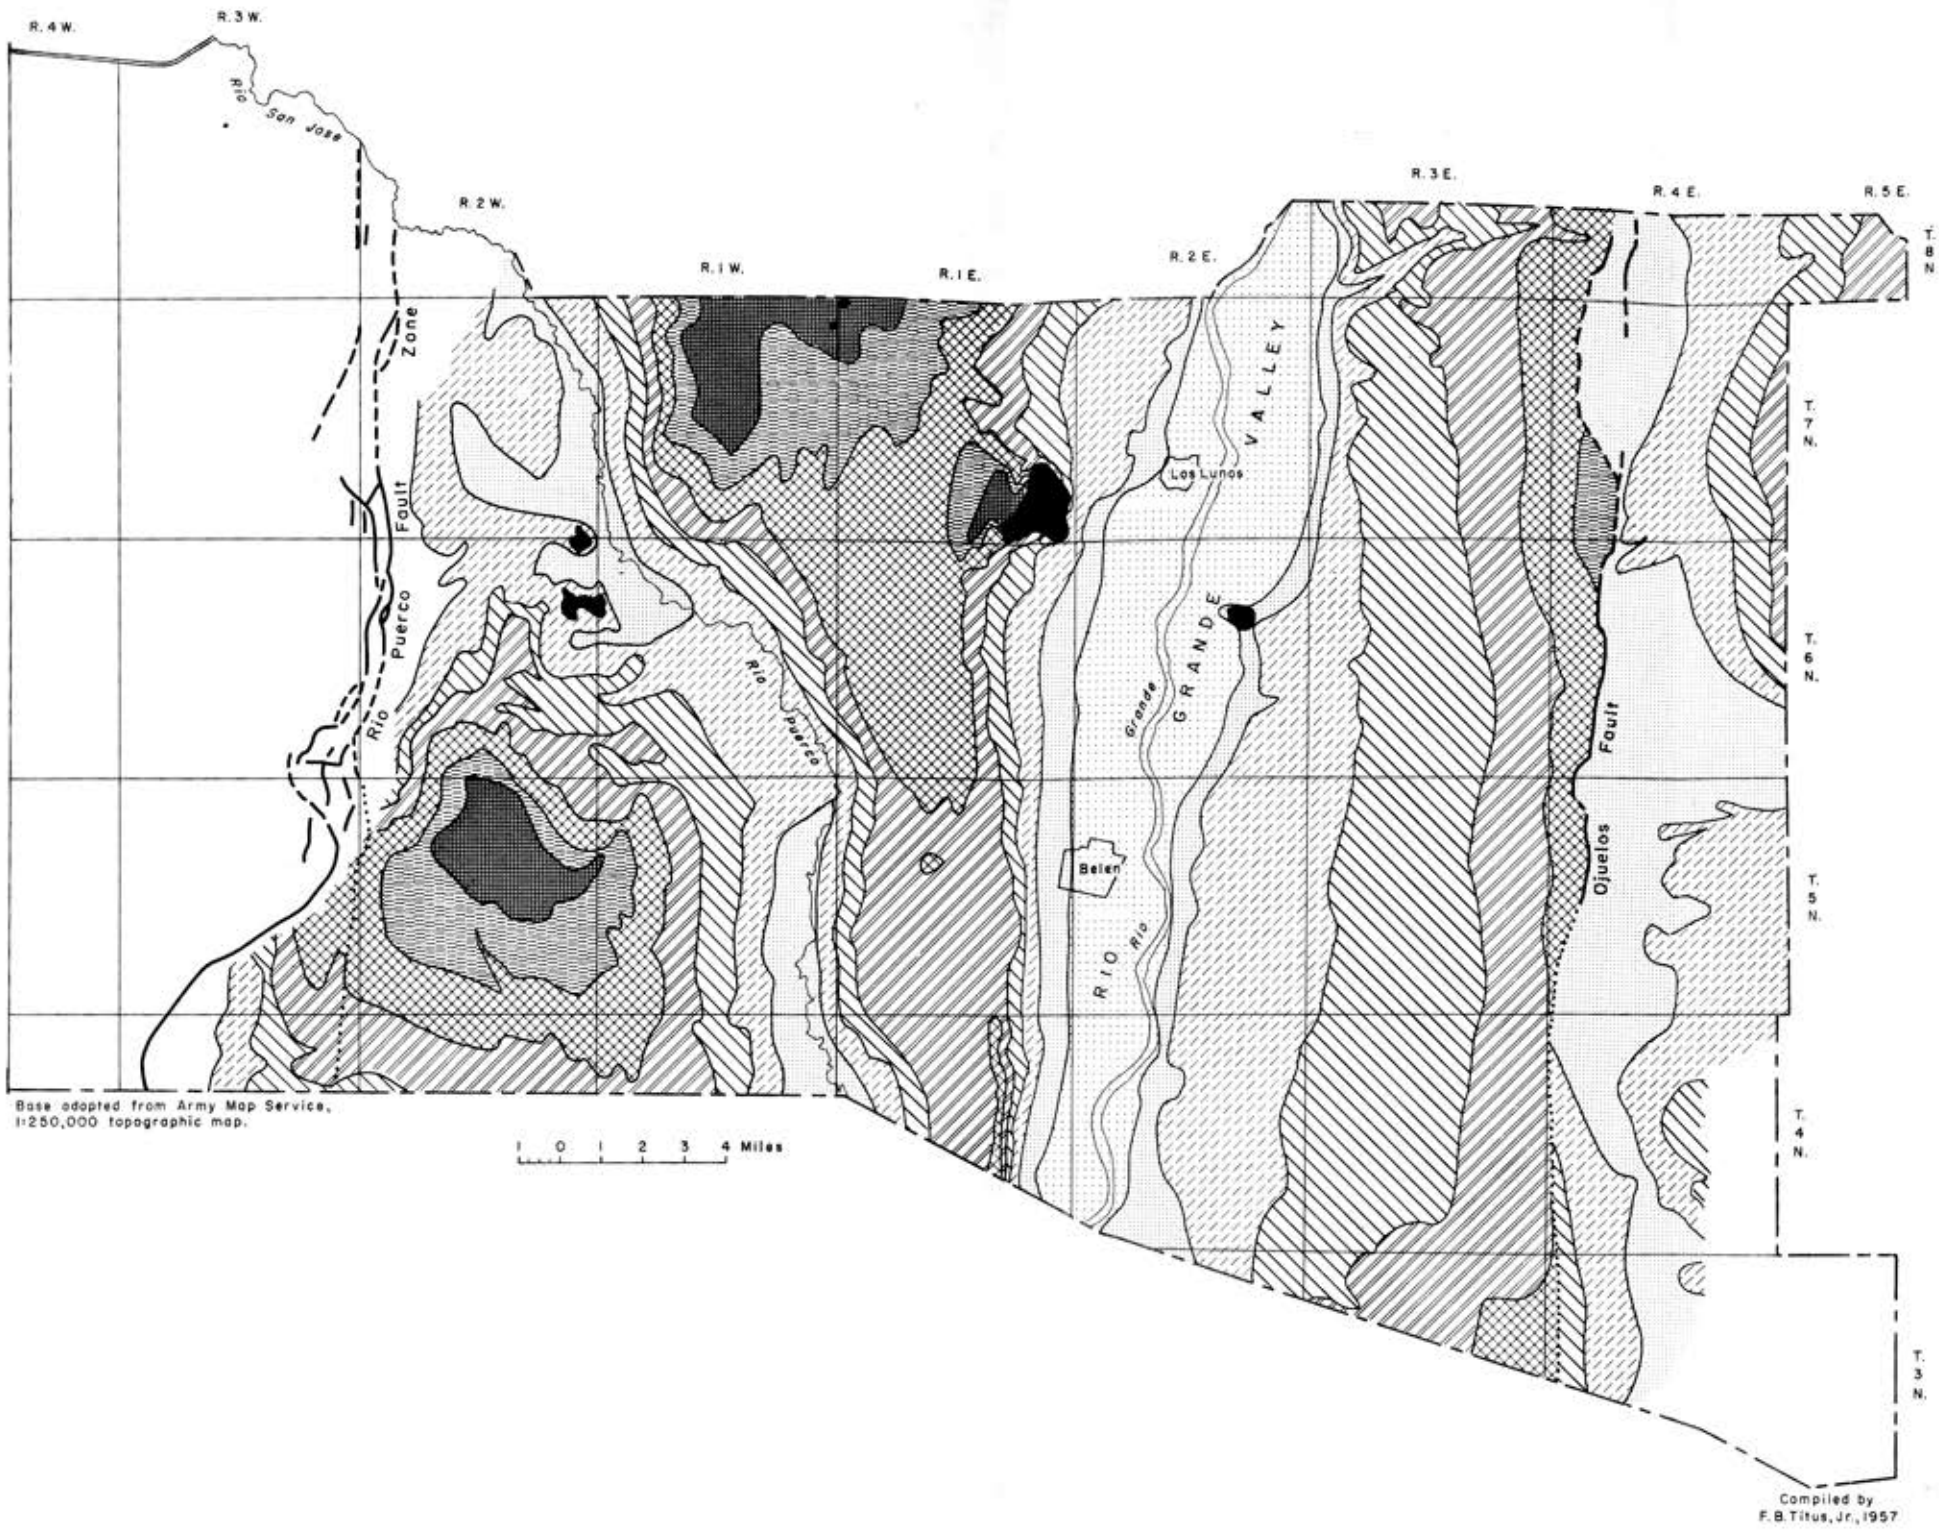 R. 4 W.
R. 3 W.
Rio
San Jose
R. 2 W.
R. 1 W.
R. 1 E.
R. 2 E.
R. 3 E.
R. 4 E.
R. 5 E.
T.
8
N.
Zone
Fault
Puerco
Rio
VALLEY
Los Lunas
GRANDE
RIO
T.
7
N.
T.
6
N.
Rio
Puerco
Grande
Rio
Fault
Ojuelos
Belen
T.
5
N.
T.
4
N.
T.
3
N.
Base adapted from Army Map Service,
1:250,000 topographic map.
1 0 1 2 3 4 Miles
Compiled by
F. B. Titus, Jr., 1957